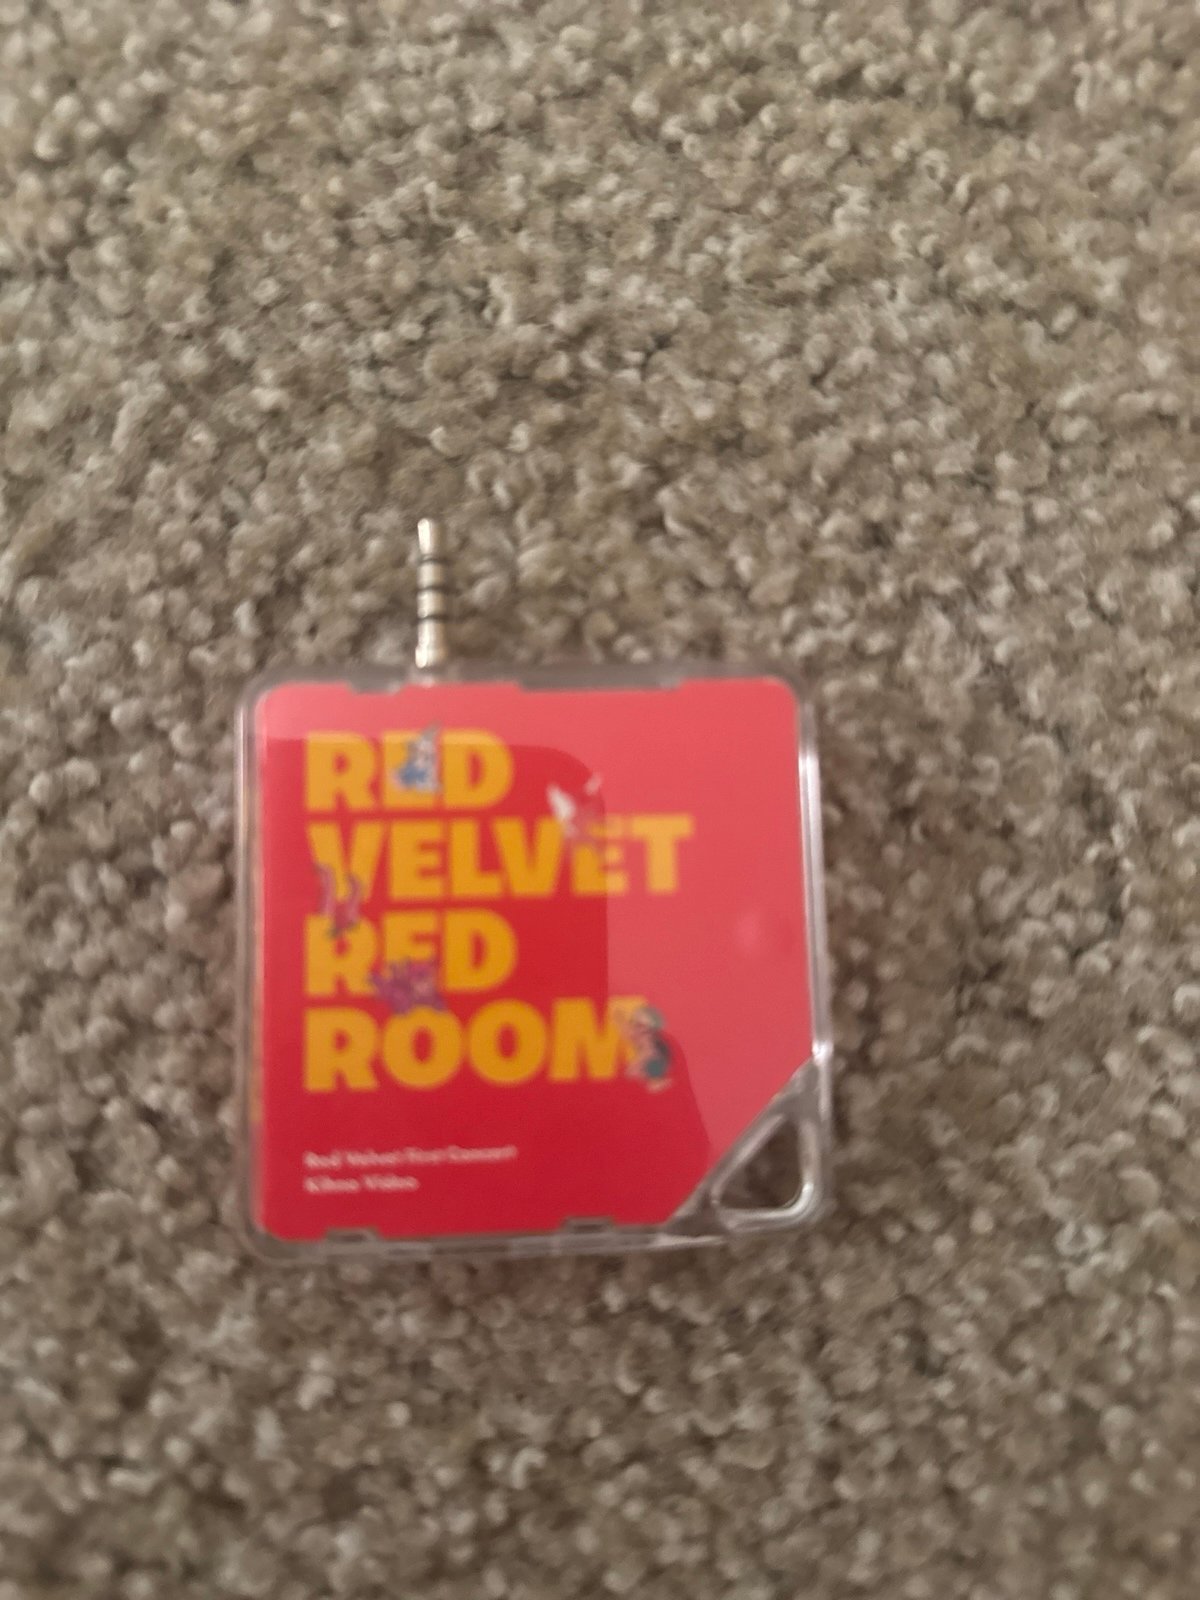 RED
VELVET
RED
ROOM
Red Velvet First Concert
Kihno Video